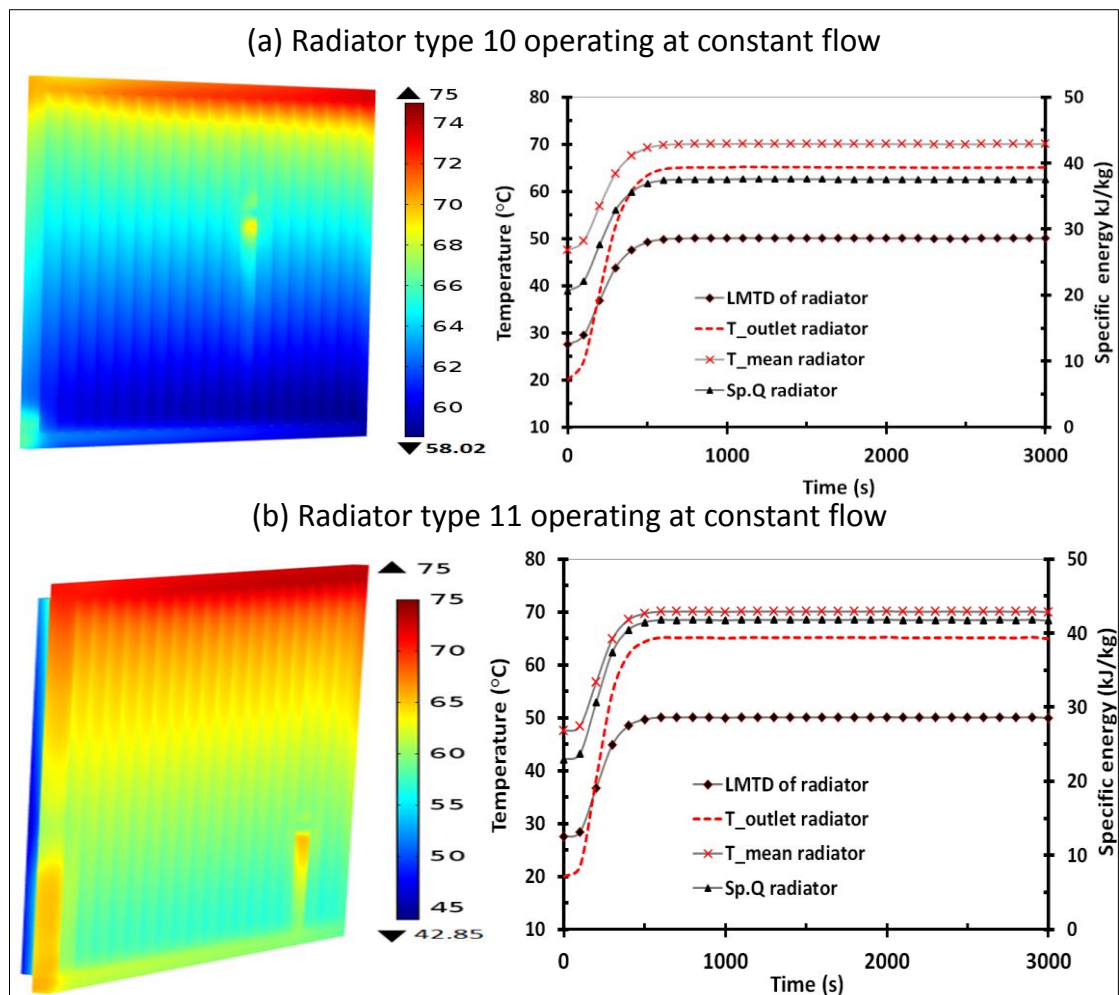 (a) Radiator type 10 operating at constant flow
75
74
72
70
68
66
64
62
60
58.02
Temperature (°C)
80
70
60
50
40
30
20
10
LMTD of radiator
T_outlet radiator
T_mean radiator
Sp.Q radiator
50
40
30
20
10
0
Specific energy kJ/kg
0 1000 2000 3000
Time (s)
(b) Radiator type 11 operating at constant flow
75
75
70
65
60
55
50
45
42.85
Temperature (°C)
80
70
60
50
40
30
20
10
LMTD of radiator
T_outlet radiator
T_mean radiator
Sp.Q radiator
50
40
30
20
10
0
Specific energy (kJ/kg)
0 1000 2000 3000
Time (s)